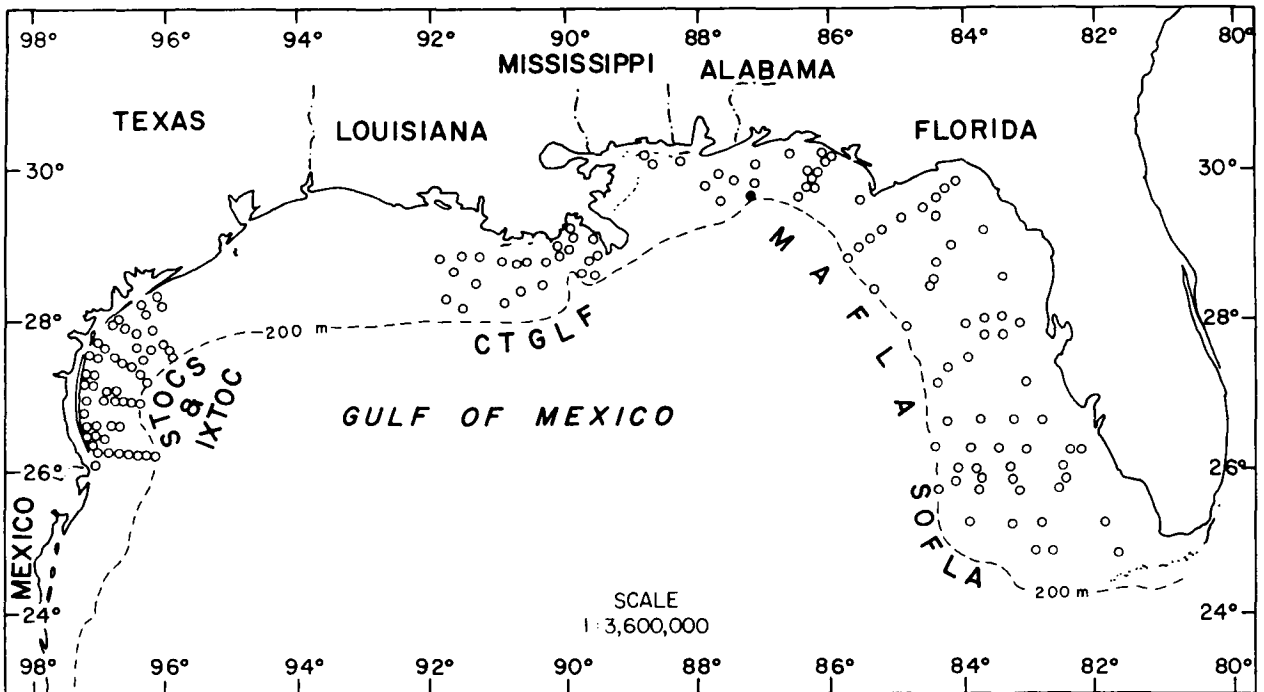 98° 96° 94° 92° 90° 88° 86° 84° 82° 80°
MISSISSIPPI ALABAMA
TEXAS LOUISIANA FLORIDA
30° 30°
28° 28°
200 m
CTGLF
MAFLA
STOCS
&
IXTOC
GULF OF MEXICO
26° 26°
SOFLA
MEXICO
200 m
SCALE
1:3,600,000
24° 24°
98° 96° 94° 92° 90° 88° 86° 84° 82° 80°